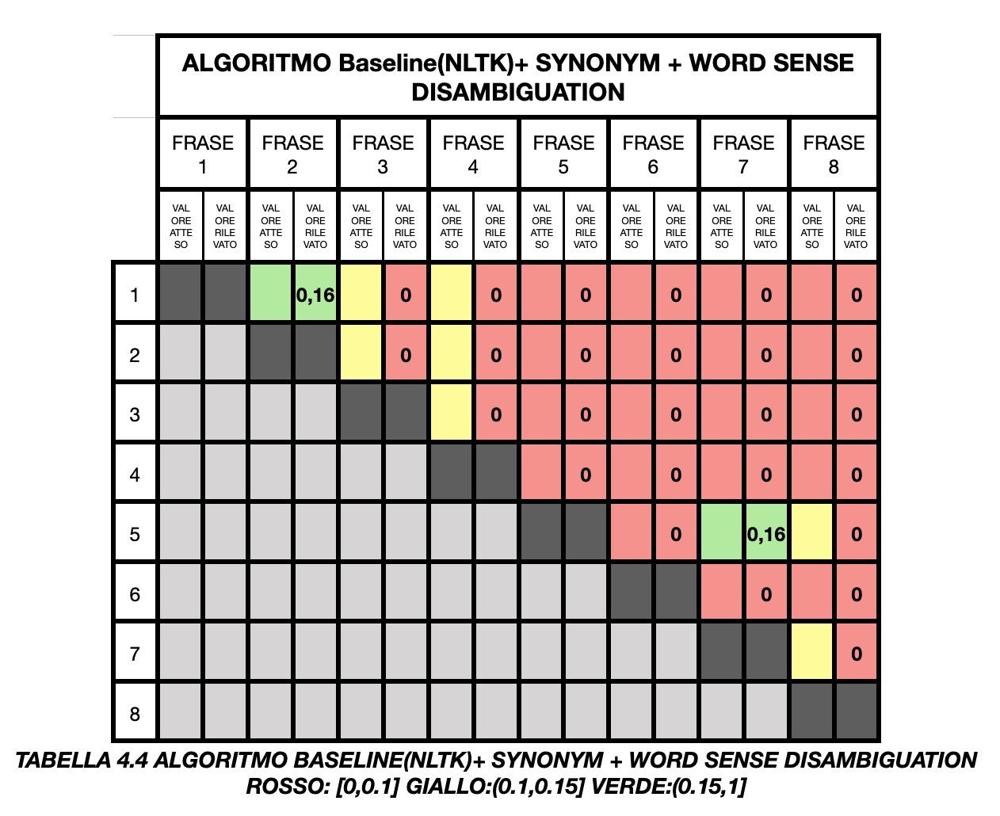 ALGORITMO Baseline(NLTK)+ SYNONYM + WORD SENSE
DISAMBIGUATION
FRASE 1 FRASE 2 FRASE 3 FRASE 4 FRASE 5 FRASE 6 FRASE 7 FRASE 8
VAL VAL VAL VAL VAL VAL VAL VAL VAL VAL VAL VAL VAL VAL VAL VAL
ORE ORE ORE ORE ORE ORE ORE ORE ORE ORE ORE ORE ORE ORE ORE ORE
ATTE RILE ATTE RILE ATTE RILE ATTE RILE ATTE RILE ATTE RILE ATTE RILE ATTE RILE
SO VATO SO VATO SO VATO SO VATO SO VATO SO VATO SO VATO SO VATO
1 0,16 0 0 0 0 0 0
2 0 0 0 0 0 0
3 0 0 0 0 0
4 0 0 0 0
5 0 0,16 0
6 0 0
7 0
8
TABELLA 4.4 ALGORITMO BASELINE(NLTK)+ SYNONYM + WORD SENSE DISAMBIGUATION
ROSSO: [0,0.1] GIALLO:(0.1,0.15] VERDE:(0.15,1]